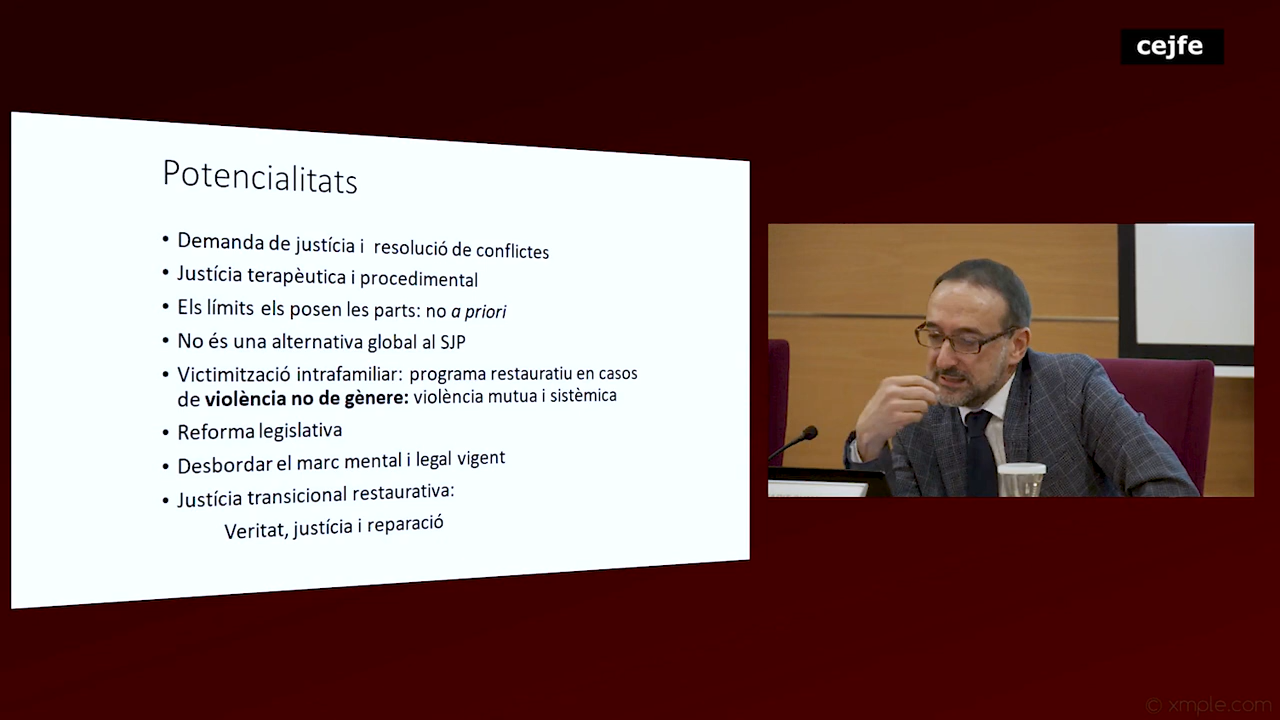 cejfe
Potencialitats
• Demanda de justícia i resolució de conflictes
• Justícia terapèutica i procedimental
• Els límits els posen les parts: no a priori
• No és una alternativa global al SJP
• Victimització intrafamiliar: programa restauratiu en casos
de violència no de gènere: violència mutua i sistèmica
• Reforma legislativa
• Desbordar el marc mental i legal vigent
• Justícia transicional restaurativa:
Veritat, justícia i reparació
© xmple.com